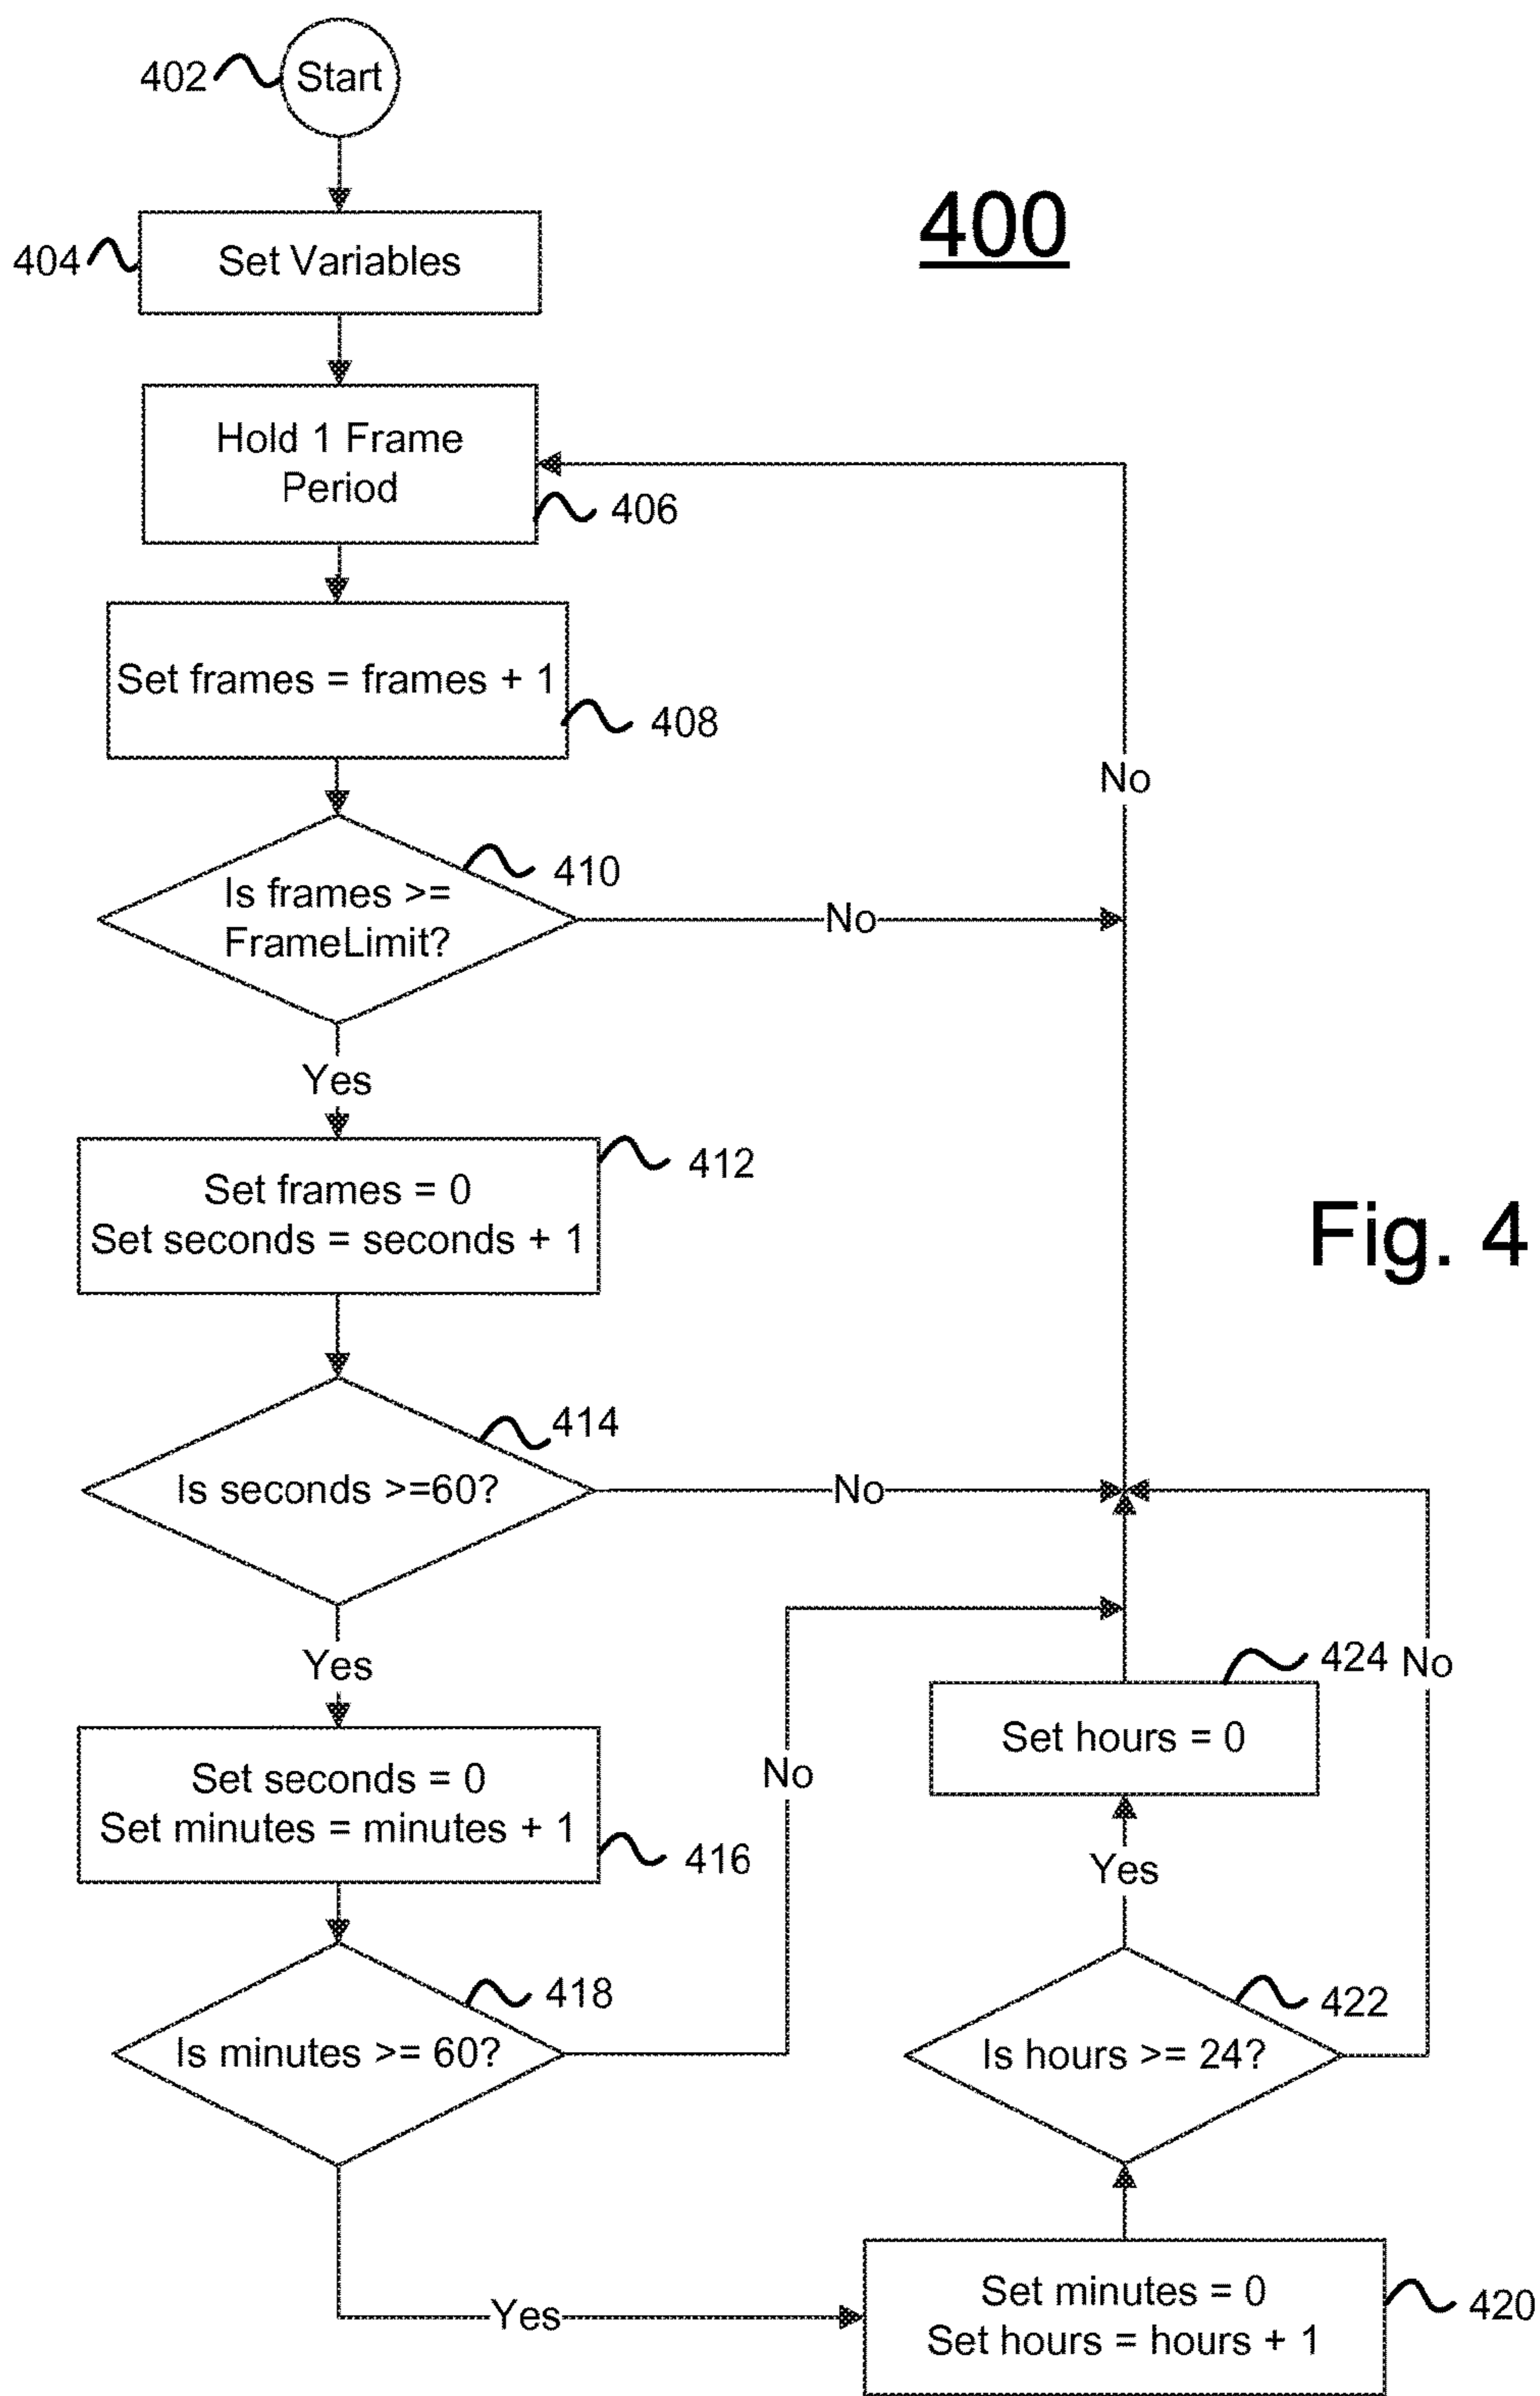 402
Start
400
404
Set Variables
Hold 1 Frame
Period
406
Set frames = frames + 1
408
No
410
Is frames >=
FrameLimit?
No
Yes
412
Set frames = 0
Set seconds = seconds + 1
Fig. 4
414
Is seconds >=60?
No
Yes
424
No
Set hours = 0
Set seconds = 0
Set minutes = minutes + 1
No
416
Yes
418
Is minutes >= 60?
422
Is hours >= 24?
Yes
Set minutes = 0
Set hours = hours + 1
420